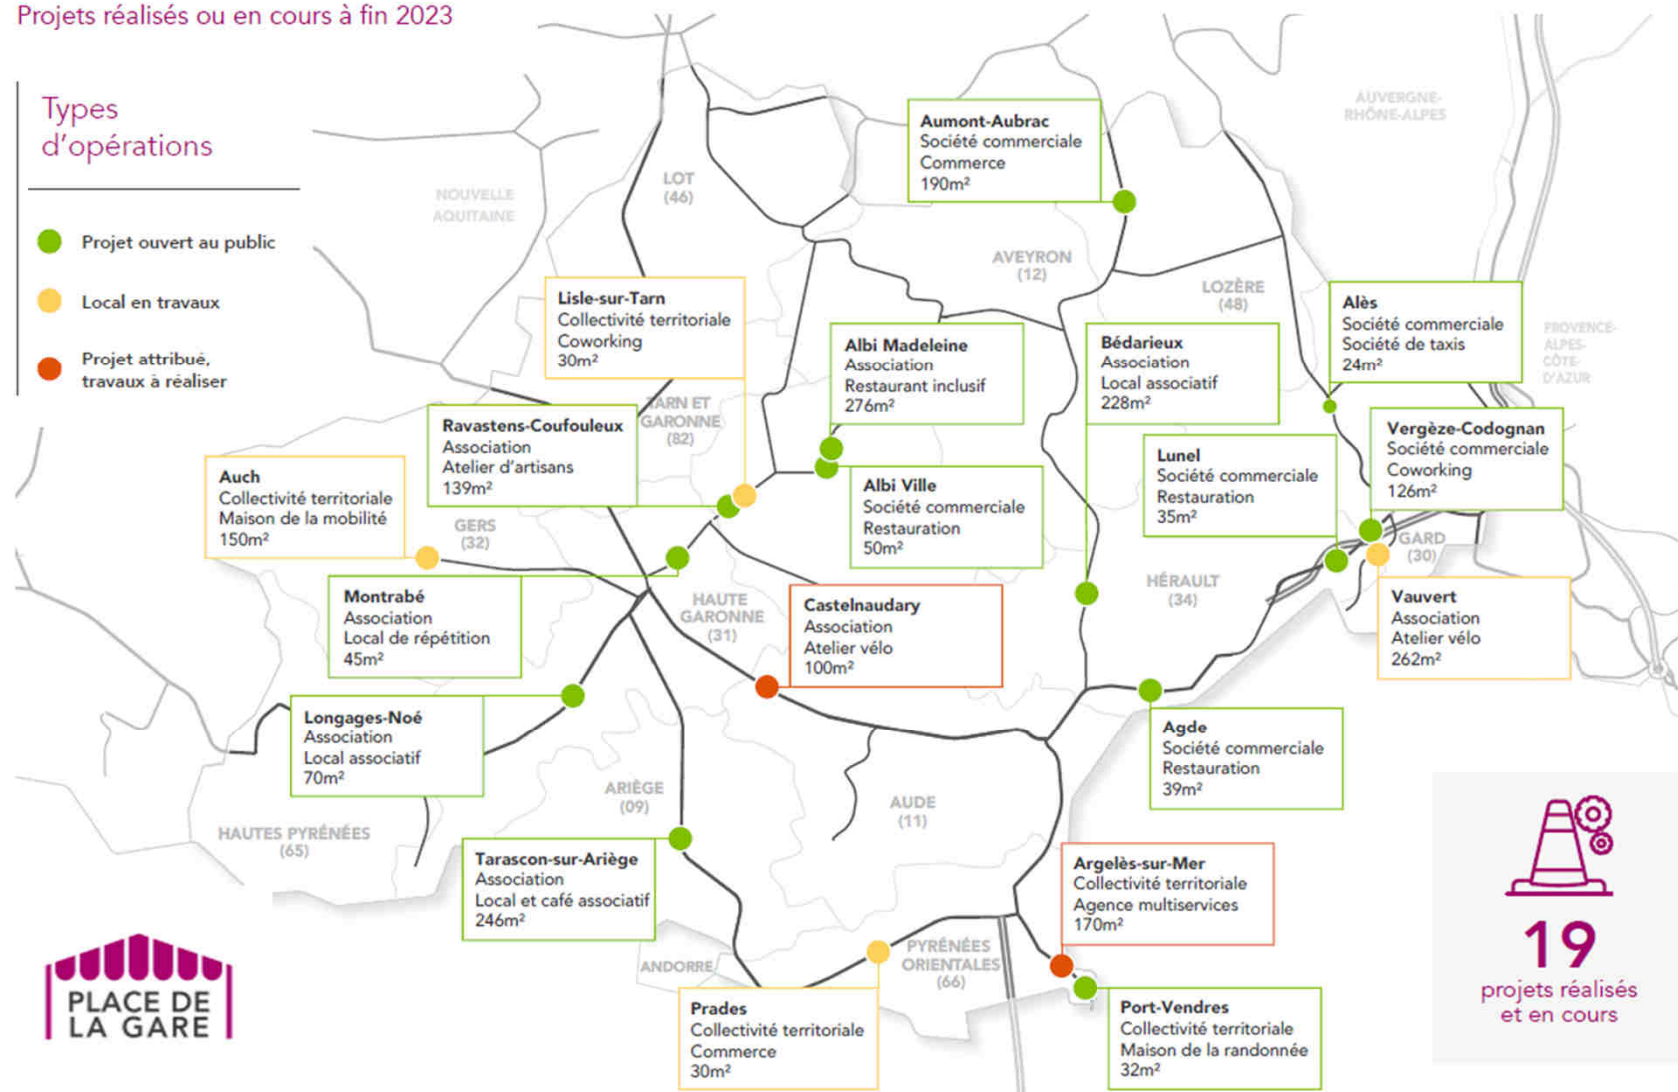 Projets réalisés ou en cours à fin 2023
Types
d'opérations
Projet ouvert au public
Local en travaux
Projet attribué,
travaux à réaliser
NOUVELLE
AQUITAINE
LOT
(46)
AUVERGNE-
RHÔNE-ALPES
Aumont-Aubrac
Société commerciale
Commerce
190m²
AVEYRON
(12)
LOZÈRE
(48)
PROVENCE-
ALPES-
CÔTE-
D'AZUR
Lisle-sur-Tarn
Collectivité territoriale
Coworking
30m²
Albi Madeleine
Association
Restaurant inclusif
276m²
Bédarieux
Association
Local associatif
228m²
Alès
Société commerciale
Société de taxis
24m²
TARN ET
GARONNE
(82)
Ravastens-Coufouleux
Association
Atelier d'artisans
139m²
Vergèze-Codognan
Société commerciale
Coworking
126m²
Lunel
Société commerciale
Restauration
35m²
Auch
Collectivité territoriale
Maison de la mobilité
150m²
GERS
(32)
Albi Ville
Société commerciale
Restauration
50m²
GARD
(30)
HÉRAULT
(34)
Montrabé
Association
Local de répétition
45m²
HAUTE
GARONNE
(31)
Castelnaudary
Association
Atelier vélo
100m²
Vauvert
Association
Atelier vélo
262m²
Longages-Noé
Association
Local associatif
70m²
Agde
Société commerciale
Restauration
39m²
ARIÈGE
(09)
AUDE
(11)
HAUTES PYRÉNÉES
(65)
Tarascon-sur-Ariège
Association
Local et café associatif
246m²
Argelès-sur-Mer
Collectivité territoriale
Agence multiservices
170m²
ANDORRE
PYRÉNÉES
ORIENTALES
(66)
Prades
Collectivité territoriale
Commerce
30m²
Port-Vendres
Collectivité territoriale
Maison de la randonnée
32m²
PLACE DE
LA GARE
19
projets réalisés
et en cours